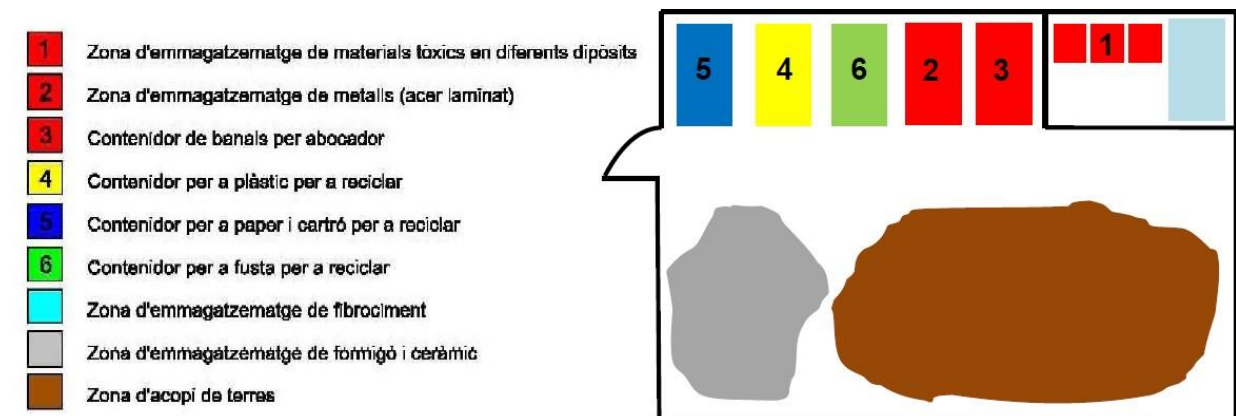 1 Zona d'emmagatzematge de materials tòxics en diferents dipòsits
2 Zona d'emmagatzematge de metalls (acer laminat)
3 Contenidor de banals per abocador
4 Contenidor per a plàstic per a reciclar
5 Contenidor per a paper i cartró per a reciclar
6 Contenidor per a fusta per a reciclar
Zona d'emmagatzematge de fibrociment
Zona d'emmagatzematge de formigó i ceràmic
Zona d'acopi de terres
5 4 6 2 3 1